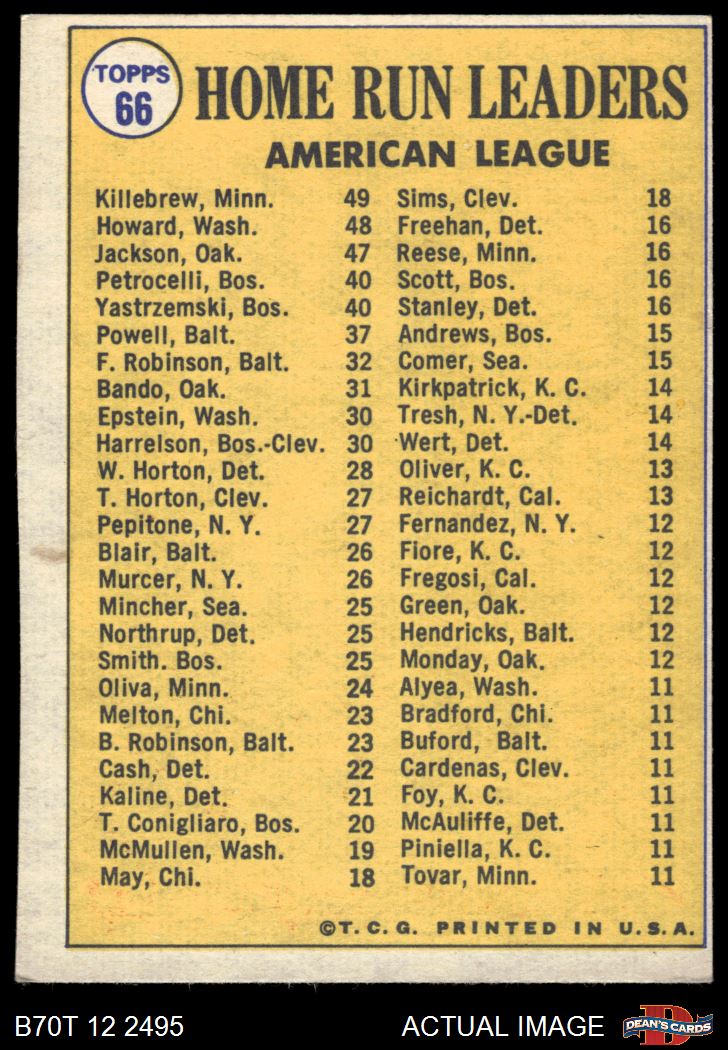 TOPPS
66
HOME RUN LEADERS
AMERICAN LEAGUE
Killebrew, Minn. 49
Howard, Wash. 48
Jackson, Oak. 47
Petrocelli, Bos. 40
Yastrzemski, Bos. 40
Powell, Balt. 37
F. Robinson, Balt. 32
Bando, Oak. 31
Epstein, Wash. 30
Harrelson, Bos.-Clev. 30
W. Horton, Det. 28
T. Horton, Clev. 27
Pepitone, N. Y. 27
Blair, Balt. 26
Murcer, N. Y. 26
Mincher, Sea. 25
Northrup, Det. 25
Smith. Bos. 25
Oliva, Minn. 24
Melton, Chi. 23
B. Robinson, Balt. 23
Cash, Det. 22
Kaline, Det. 21
T. Conigliaro, Bos. 20
McMullen, Wash. 19
May, Chi. 18
Sims, Clev. 18
Freehan, Det. 16
Reese, Minn. 16
Scott, Bos. 16
Stanley, Det. 16
Andrews, Bos. 15
Comer, Sea. 15
Kirkpatrick, K. C. 14
Tresh, N. Y.-Det. 14
Wert, Det. 14
Oliver, K. C. 13
Reichardt, Cal. 13
Fernandez, N. Y. 12
Fiore, K. C. 12
Fregosi, Cal. 12
Green, Oak. 12
Hendricks, Balt. 12
Monday, Oak. 12
Alyea, Wash. 11
Bradford, Chi. 11
Buford, Balt. 11
Cardenas, Clev. 11
Foy, K. C. 11
McAuliffe, Det. 11
Piniella, K. C. 11
Tovar, Minn. 11
©T. C. G. PRINTED IN U. S. A.
B70T 12 2495 ACTUAL IMAGE
D
DEAN'S CARDS